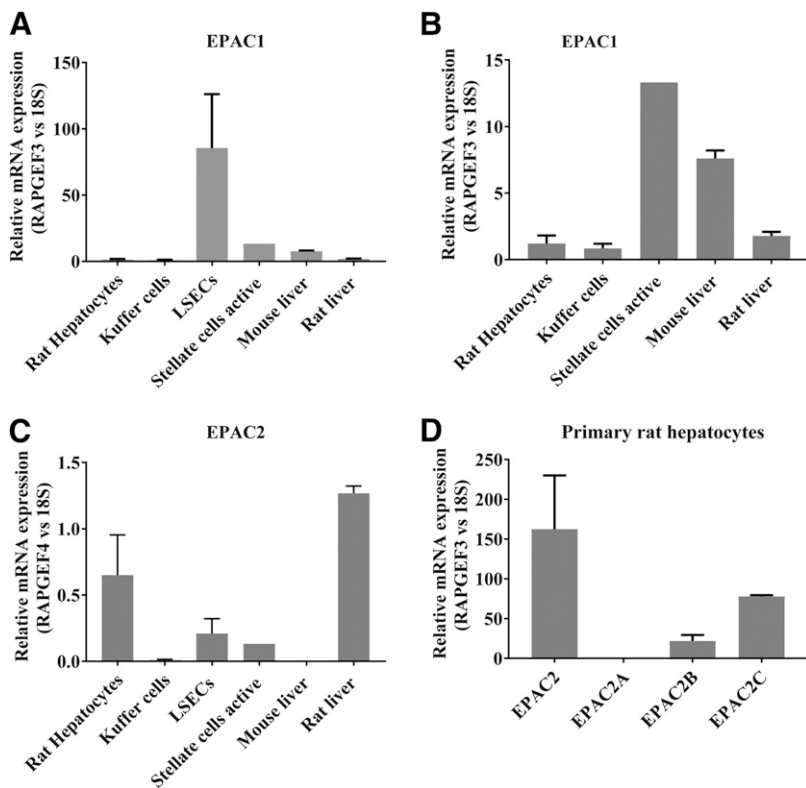 A
EPAC1
Relative mRNA expression
(RAPGEF3 vs 18S)
150
100
50
0
Rat Hepatocytes
Kuffer cells
LSECs
Stellate cells active
Mouse liver
Rat liver
B
EPAC1
Relative mRNA expression
(RAPGEF3 vs 18S)
15
10
5
0
Rat Hepatocytes
Kuffer cells
Stellate cells active
Mouse liver
Rat liver
C
EPAC2
Relative mRNA expression
(RAPGEF4 vs 18S)
1.5
1.0
0.5
0.0
Rat Hepatocytes
Kuffer cells
LSECs
Stellate cells active
Mouse liver
Rat liver
D
Primary rat hepatocytes
Relative mRNA expression
(RAPGEF3 vs 18S)
250
200
150
100
50
0
EPAC2
EPAC2A
EPAC2B
EPAC2C